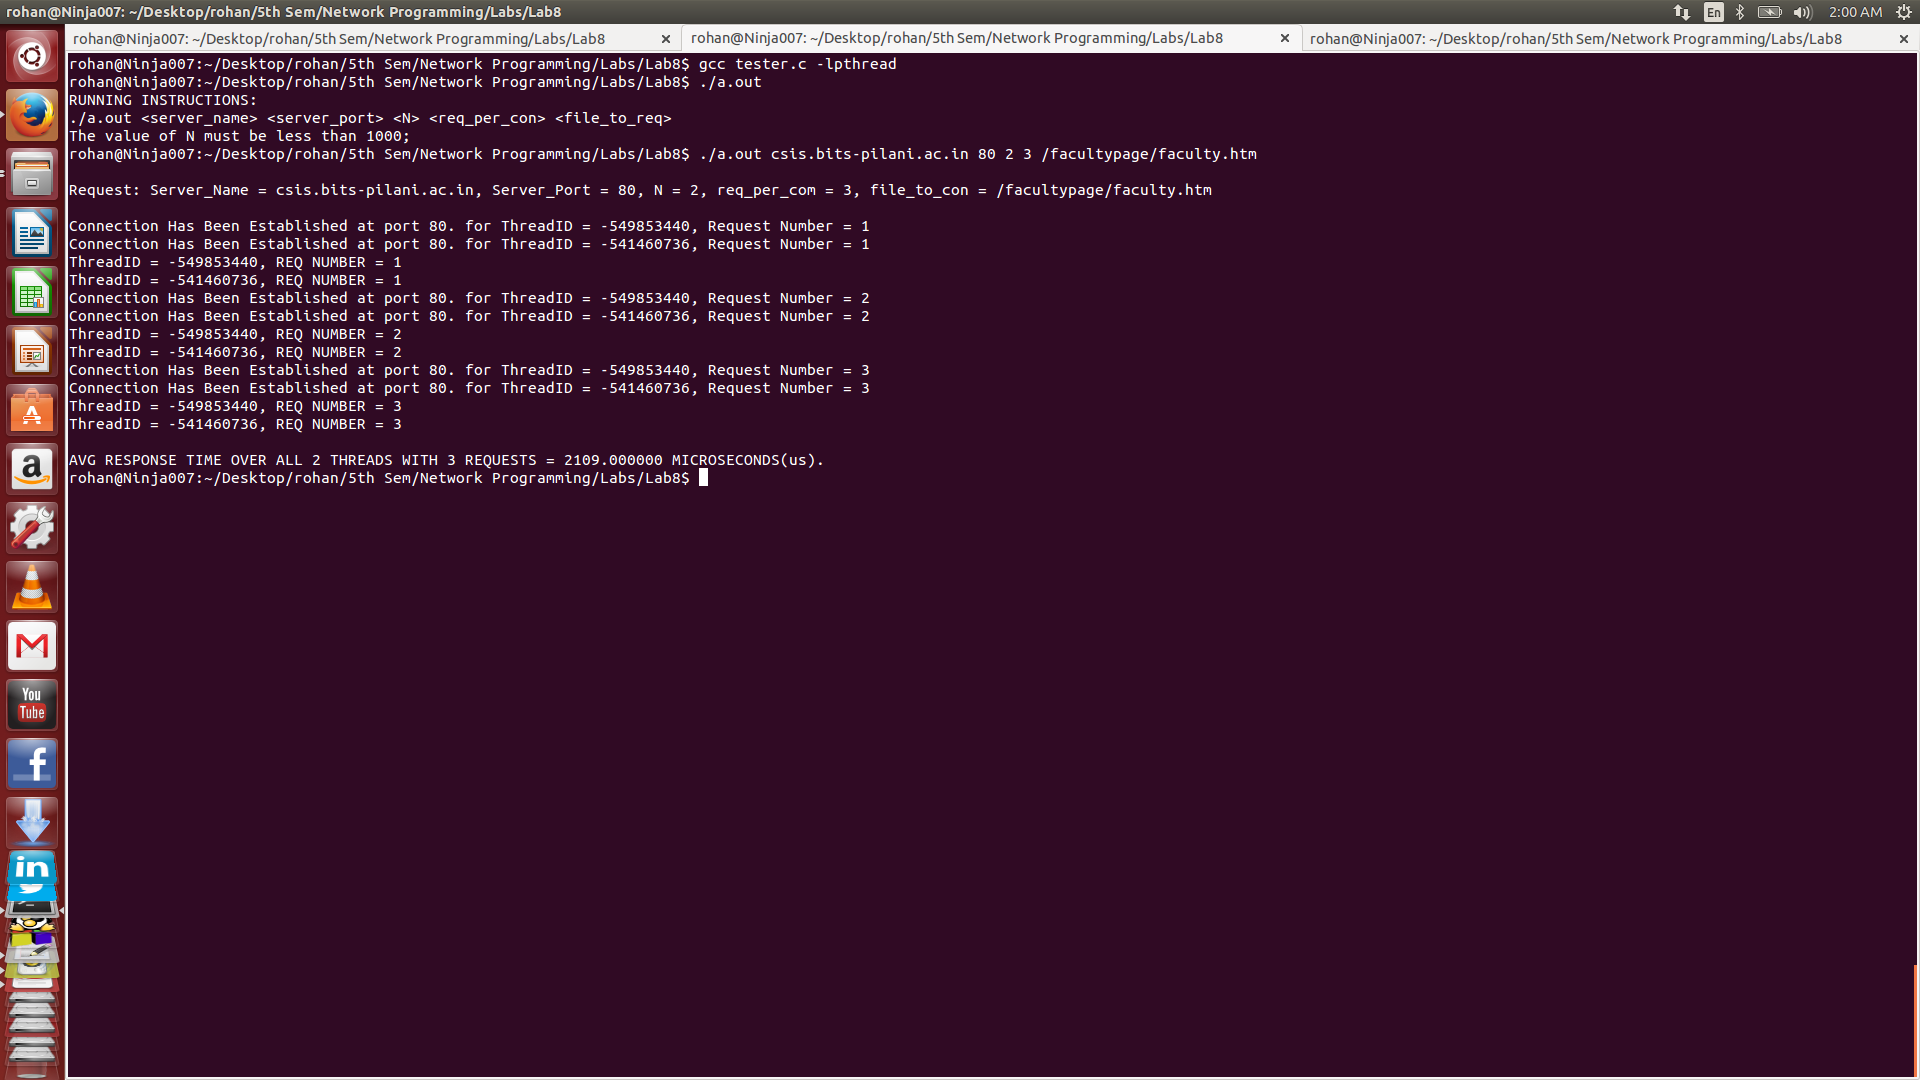 rohan@Ninja007: ~/Desktop/rohan/5th Sem/Network Programming/Labs/Lab8
En
2:00 AM
rohan@Ninja007: ~/Desktop/rohan/5th Sem/Network Programming/Labs/Lab8 × rohan@Ninja007: ~/Desktop/rohan/5th Sem/Network Programming/Labs/Lab8 × rohan@Ninja007: ~/Desktop/rohan/5th Sem/Network Programming/Labs/Lab8 ×
rohan@Ninja007:~/Desktop/rohan/5th Sem/Network Programming/Labs/Lab8$ gcc tester.c -lpthread
rohan@Ninja007:~/Desktop/rohan/5th Sem/Network Programming/Labs/Lab8$ ./a.out
RUNNING INSTRUCTIONS:
./a.out <server_name> <server_port> <N> <req_per_con> <file_to_req>
The value of N must be less than 1000;
rohan@Ninja007:~/Desktop/rohan/5th Sem/Network Programming/Labs/Lab8$ ./a.out csis.bits-pilani.ac.in 80 2 3 /facultypage/faculty.htm
Request: Server_Name = csis.bits-pilani.ac.in, Server_Port = 80, N = 2, req_per_com = 3, file_to_con = /facultypage/faculty.htm
Connection Has Been Established at port 80. for ThreadID = -549853440, Request Number = 1
Connection Has Been Established at port 80. for ThreadID = -541460736, Request Number = 1
ThreadID = -549853440, REQ NUMBER = 1
ThreadID = -541460736, REQ NUMBER = 1
Connection Has Been Established at port 80. for ThreadID = -549853440, Request Number = 2
Connection Has Been Established at port 80. for ThreadID = -541460736, Request Number = 2
ThreadID = -549853440, REQ NUMBER = 2
ThreadID = -541460736, REQ NUMBER = 2
Connection Has Been Established at port 80. for ThreadID = -549853440, Request Number = 3
Connection Has Been Established at port 80. for ThreadID = -541460736, Request Number = 3
ThreadID = -549853440, REQ NUMBER = 3
ThreadID = -541460736, REQ NUMBER = 3
AVG RESPONSE TIME OVER ALL 2 THREADS WITH 3 REQUESTS = 2109.000000 MICROSECONDS(us).
rohan@Ninja007:~/Desktop/rohan/5th Sem/Network Programming/Labs/Lab8$
A
a
M
You
Tube
f
in